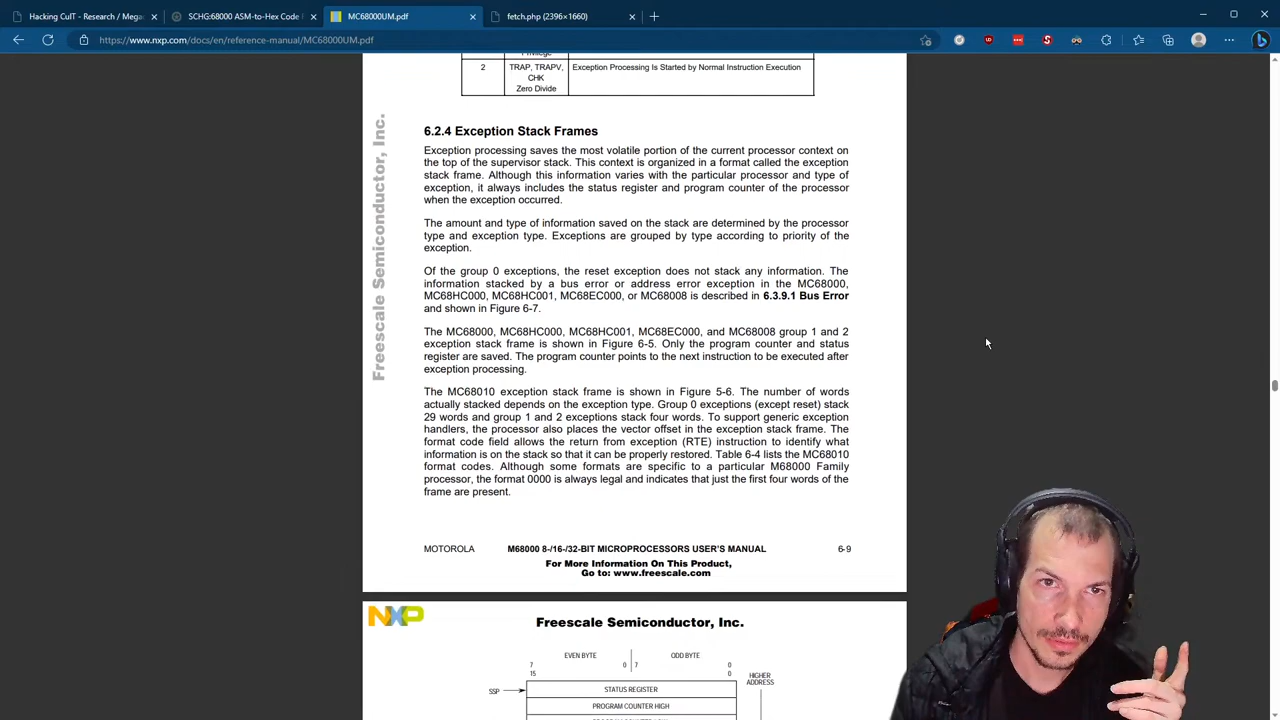 Hacking CulT - Research / Mega
SCHG:68000 ASM-to-Hex Code R
MC68000UM.pdf
fetch.php (2396×1660)
https://www.nxp.com/docs/en/reference-manual/MC68000UM.pdf
Privilege
2 TRAP, TRAPV, Exception Processing Is Started by Normal Instruction Execution
CHK
Zero Divide
6.2.4 Exception Stack Frames
Exception processing saves the most volatile portion of the current processor context on
the top of the supervisor stack. This context is organized in a format called the exception
stack frame. Although this information varies with the particular processor and type of
exception, it always includes the status register and program counter of the processor
when the exception occurred.
The amount and type of information saved on the stack are determined by the processor
type and exception type. Exceptions are grouped by type according to priority of the
exception.
Of the group 0 exceptions, the reset exception does not stack any information. The
information stacked by a bus error or address error exception in the MC68000,
MC68HC000, MC68HC001, MC68EC000, or MC68008 is described in 6.3.9.1 Bus Error
and shown in Figure 6-7.
The MC68000, MC68HC000, MC68HC001, MC68EC000, and MC68008 group 1 and 2
exception stack frame is shown in Figure 6-5. Only the program counter and status
register are saved. The program counter points to the next instruction to be executed after
exception processing.
The MC68010 exception stack frame is shown in Figure 5-6. The number of words
actually stacked depends on the exception type. Group 0 exceptions (except reset) stack
29 words and group 1 and 2 exceptions stack four words. To support generic exception
handlers, the processor also places the vector offset in the exception stack frame. The
format code field allows the return from exception (RTE) instruction to identify what
information is on the stack so that it can be properly restored. Table 6-4 lists the MC68010
format codes. Although some formats are specific to a particular M68000 Family
processor, the format 0000 is always legal and indicates that just the first four words of the
frame are present.
Freescale Semiconductor, Inc.
MOTOROLA M68000 8-/16-/32-BIT MICROPROCESSORS USER'S MANUAL 6-9
For More Information On This Product,
Go to: www.freescale.com
NXP
Freescale Semiconductor, Inc.
EVEN BYTE ODD BYTE
7 0 7 0
15 0
HIGHER
ADDRESS
SSP STATUS REGISTER
PROGRAM COUNTER HIGH